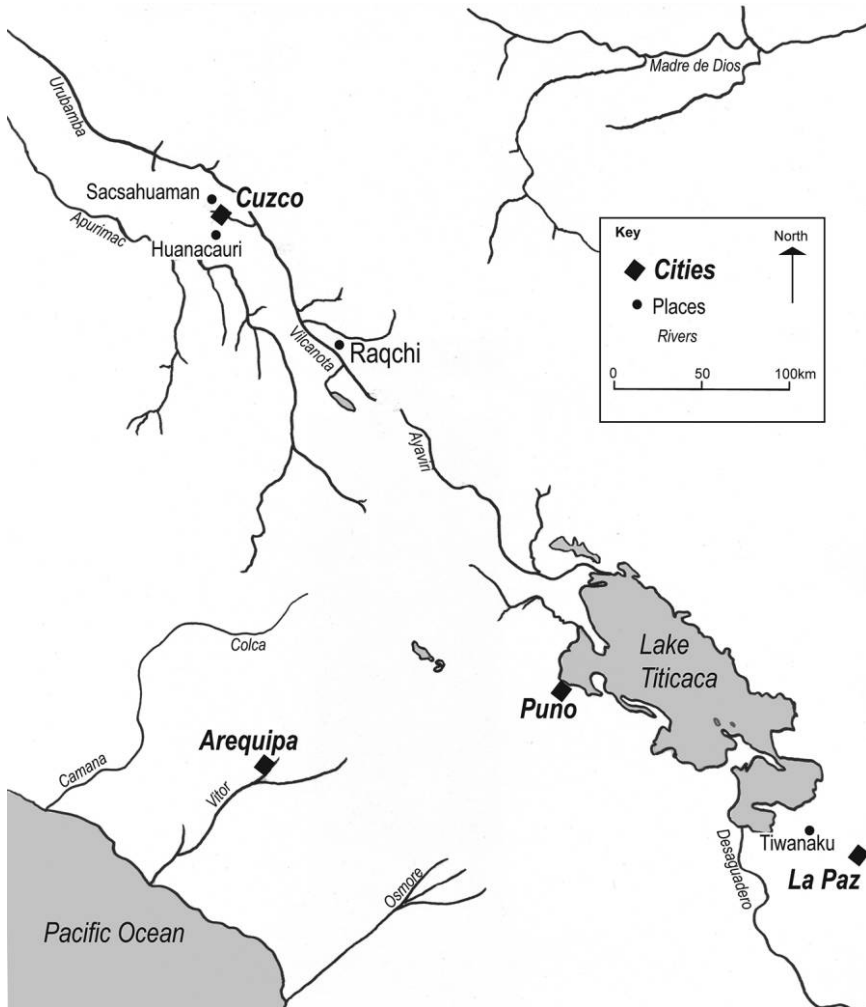 Madre de Dios
Urubamba
Sacsahuaman
Cuzco
Apurimac
Huanacauri
Key
North
Cities
Places
Rivers
0 50 100km
Vilcanota
Raqchi
Ayaviri
Colca
Lake
Titicaca
Puno
Arequipa
Camana
Vitor
Tiwanaku
Desaguadero
La Paz
Osmore
Pacific Ocean